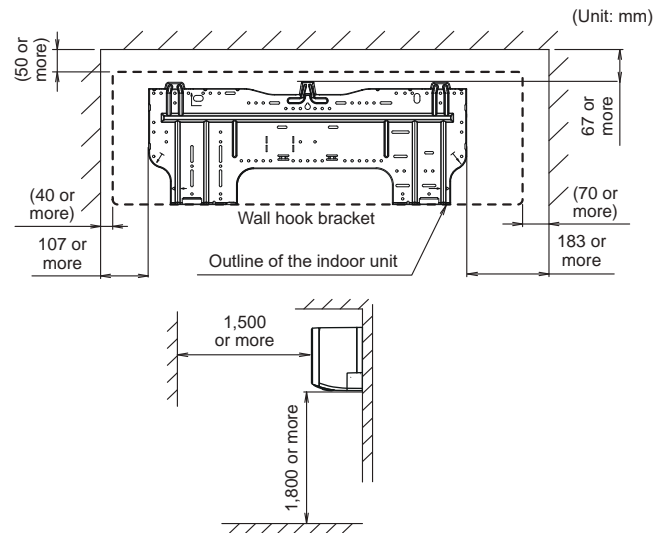 (Unit: mm)
(50 or
more)
67 or
more
(40 or
more)
107 or
more
Wall hook bracket
Outline of the indoor unit
(70 or
more)
183 or
more
1,500
or more
1,800 or more